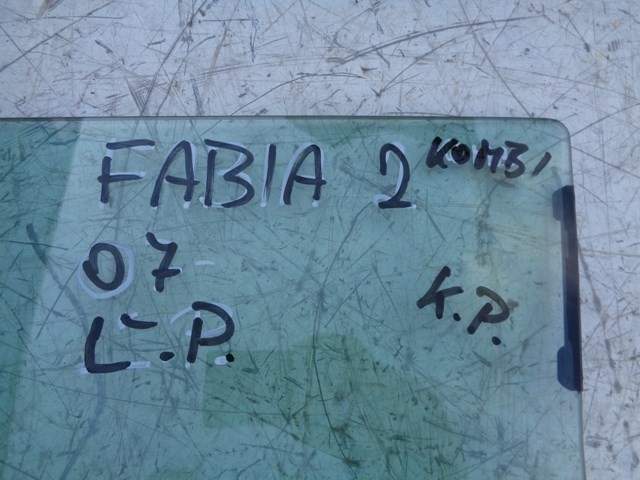 FABIA 2 KOMBI
07-
L.P.
K.P.